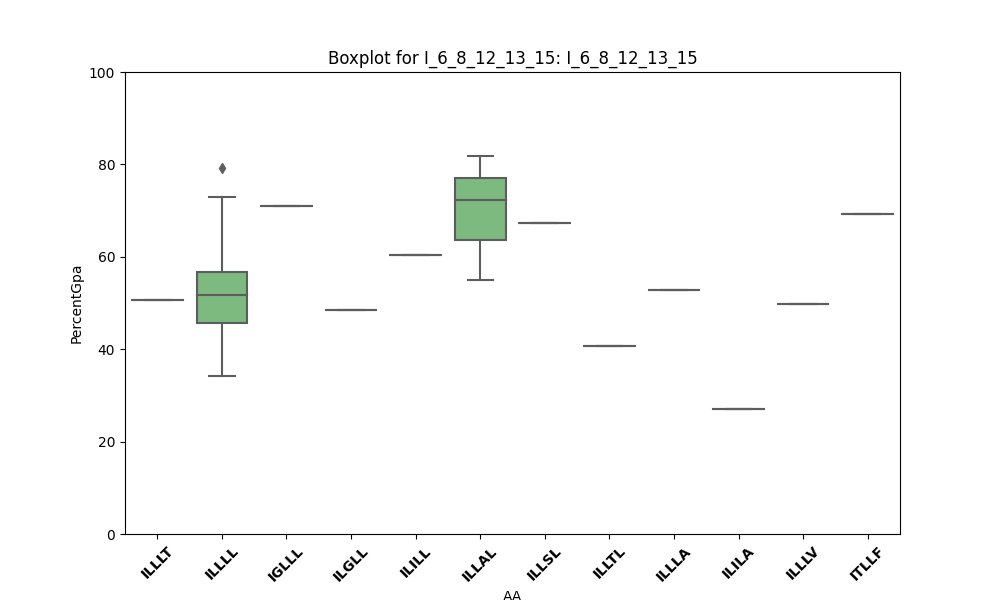 Boxplot for I_6_8_12_13_15: I_6_8_12_13_15
100
80
60
40
20
0
PercentGpa
ILLLT
ILLLL
IGLLL
ILGLL
ILILL
ILLAL
ILLSL
ILLTL
ILLLA
ILILA
ILLLV
ITLLF
AA